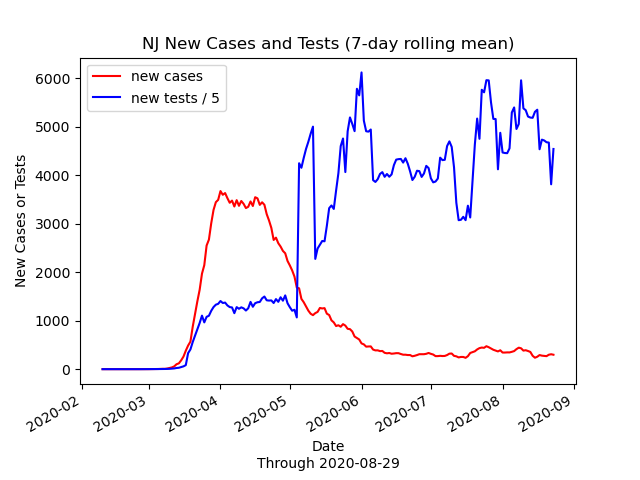 NJ New Cases and Tests (7-day rolling mean)
new cases
new tests / 5
New Cases or Tests
6000
5000
4000
3000
2000
1000
0
2020-02
2020-03
2020-04
2020-05
2020-06
2020-07
2020-08
2020-09
Date
Through 2020-08-29